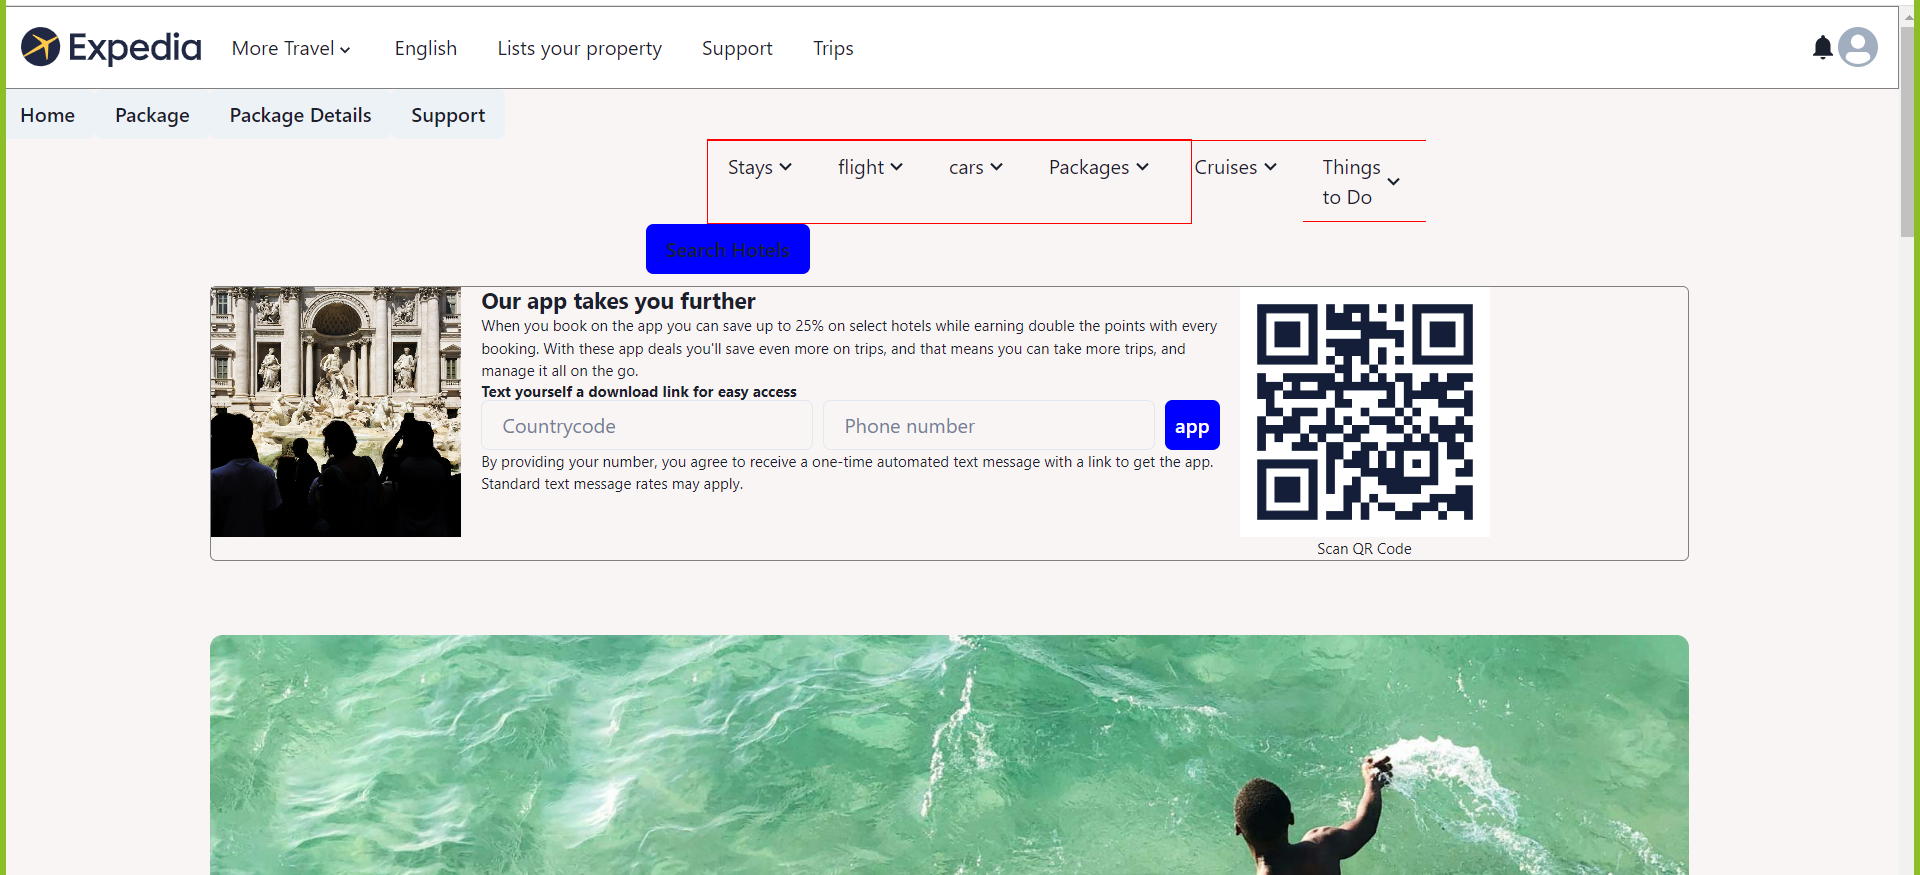 Expedia More Travel English Lists your property Support Trips
Home Package Package Details Support
Stays flight cars Packages Cruises Things
to Do
Search Hotels
Our app takes you further
When you book on the app you can save up to 25% on select hotels while earning double the points with every
booking. With these app deals you'll save even more on trips, and that means you can take more trips, and
manage it all on the go.
Text yourself a download link for easy access
Countrycode Phone number app
By providing your number, you agree to receive a one-time automated text message with a link to get the app.
Standard text message rates may apply.
Scan QR Code